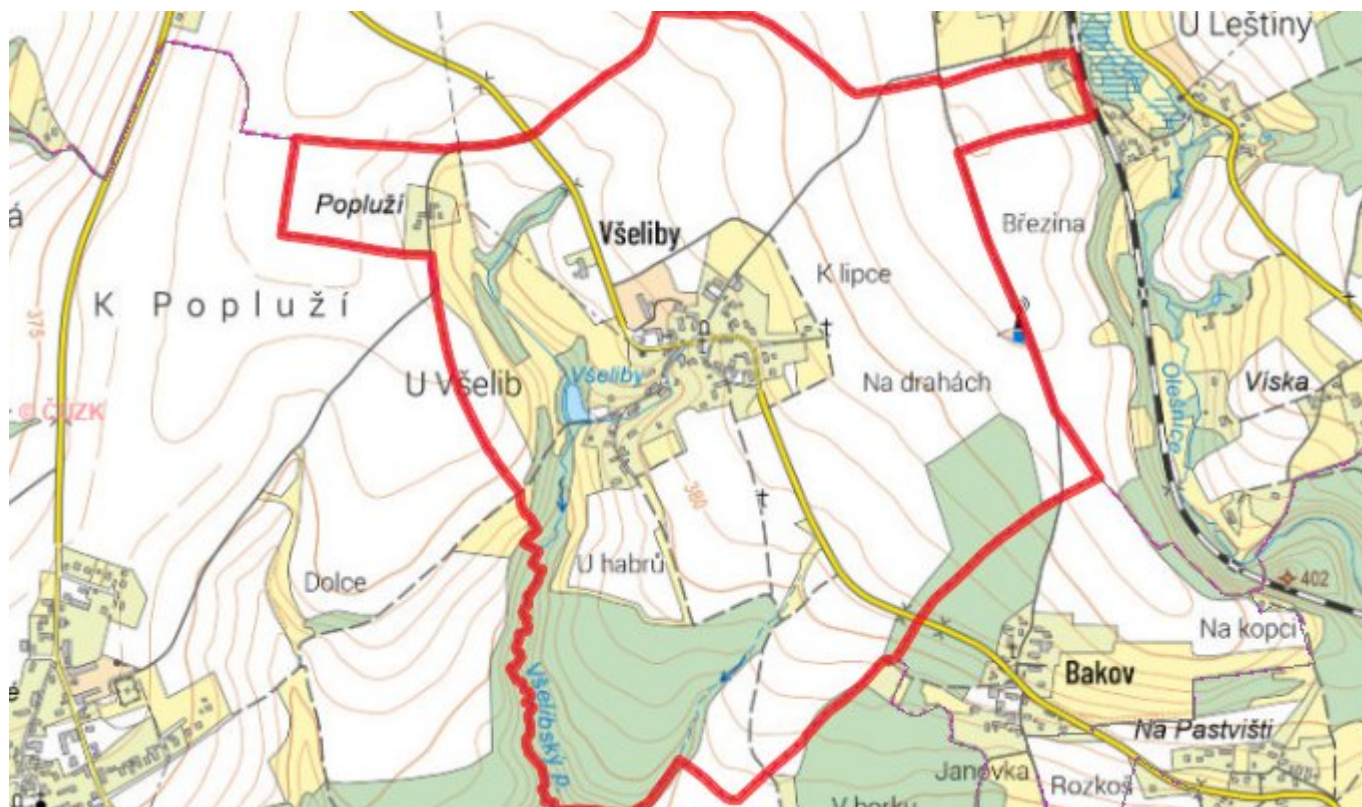 U Leštiny
Popluží
Všeliby
Březina
á
K lipce
K Popluží
375
U Všelib
Všeliby
Na drahách
Olešnice
Víska
© ČÚZK
380
U habrů
Dolce
402
Na kopci
Všelibský p.
Bakov
Na Pastvišti
Janovka
Rozkoš
V borku